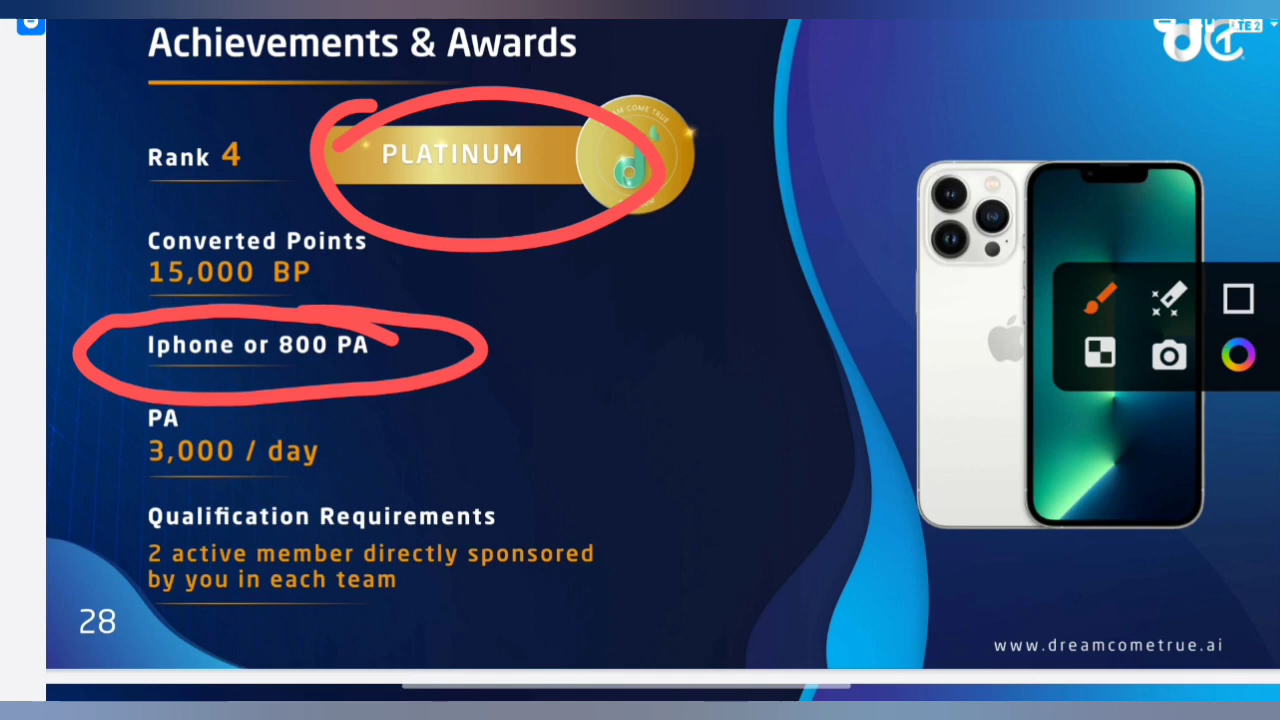 Achievements & Awards
Rank 4
PLATINUM
Converted Points
15,000 BP
Iphone or 800 PA
PA
3,000 / day
Qualification Requirements
2 active member directly sponsored
by you in each team
28
www.dreamcometrue.ai